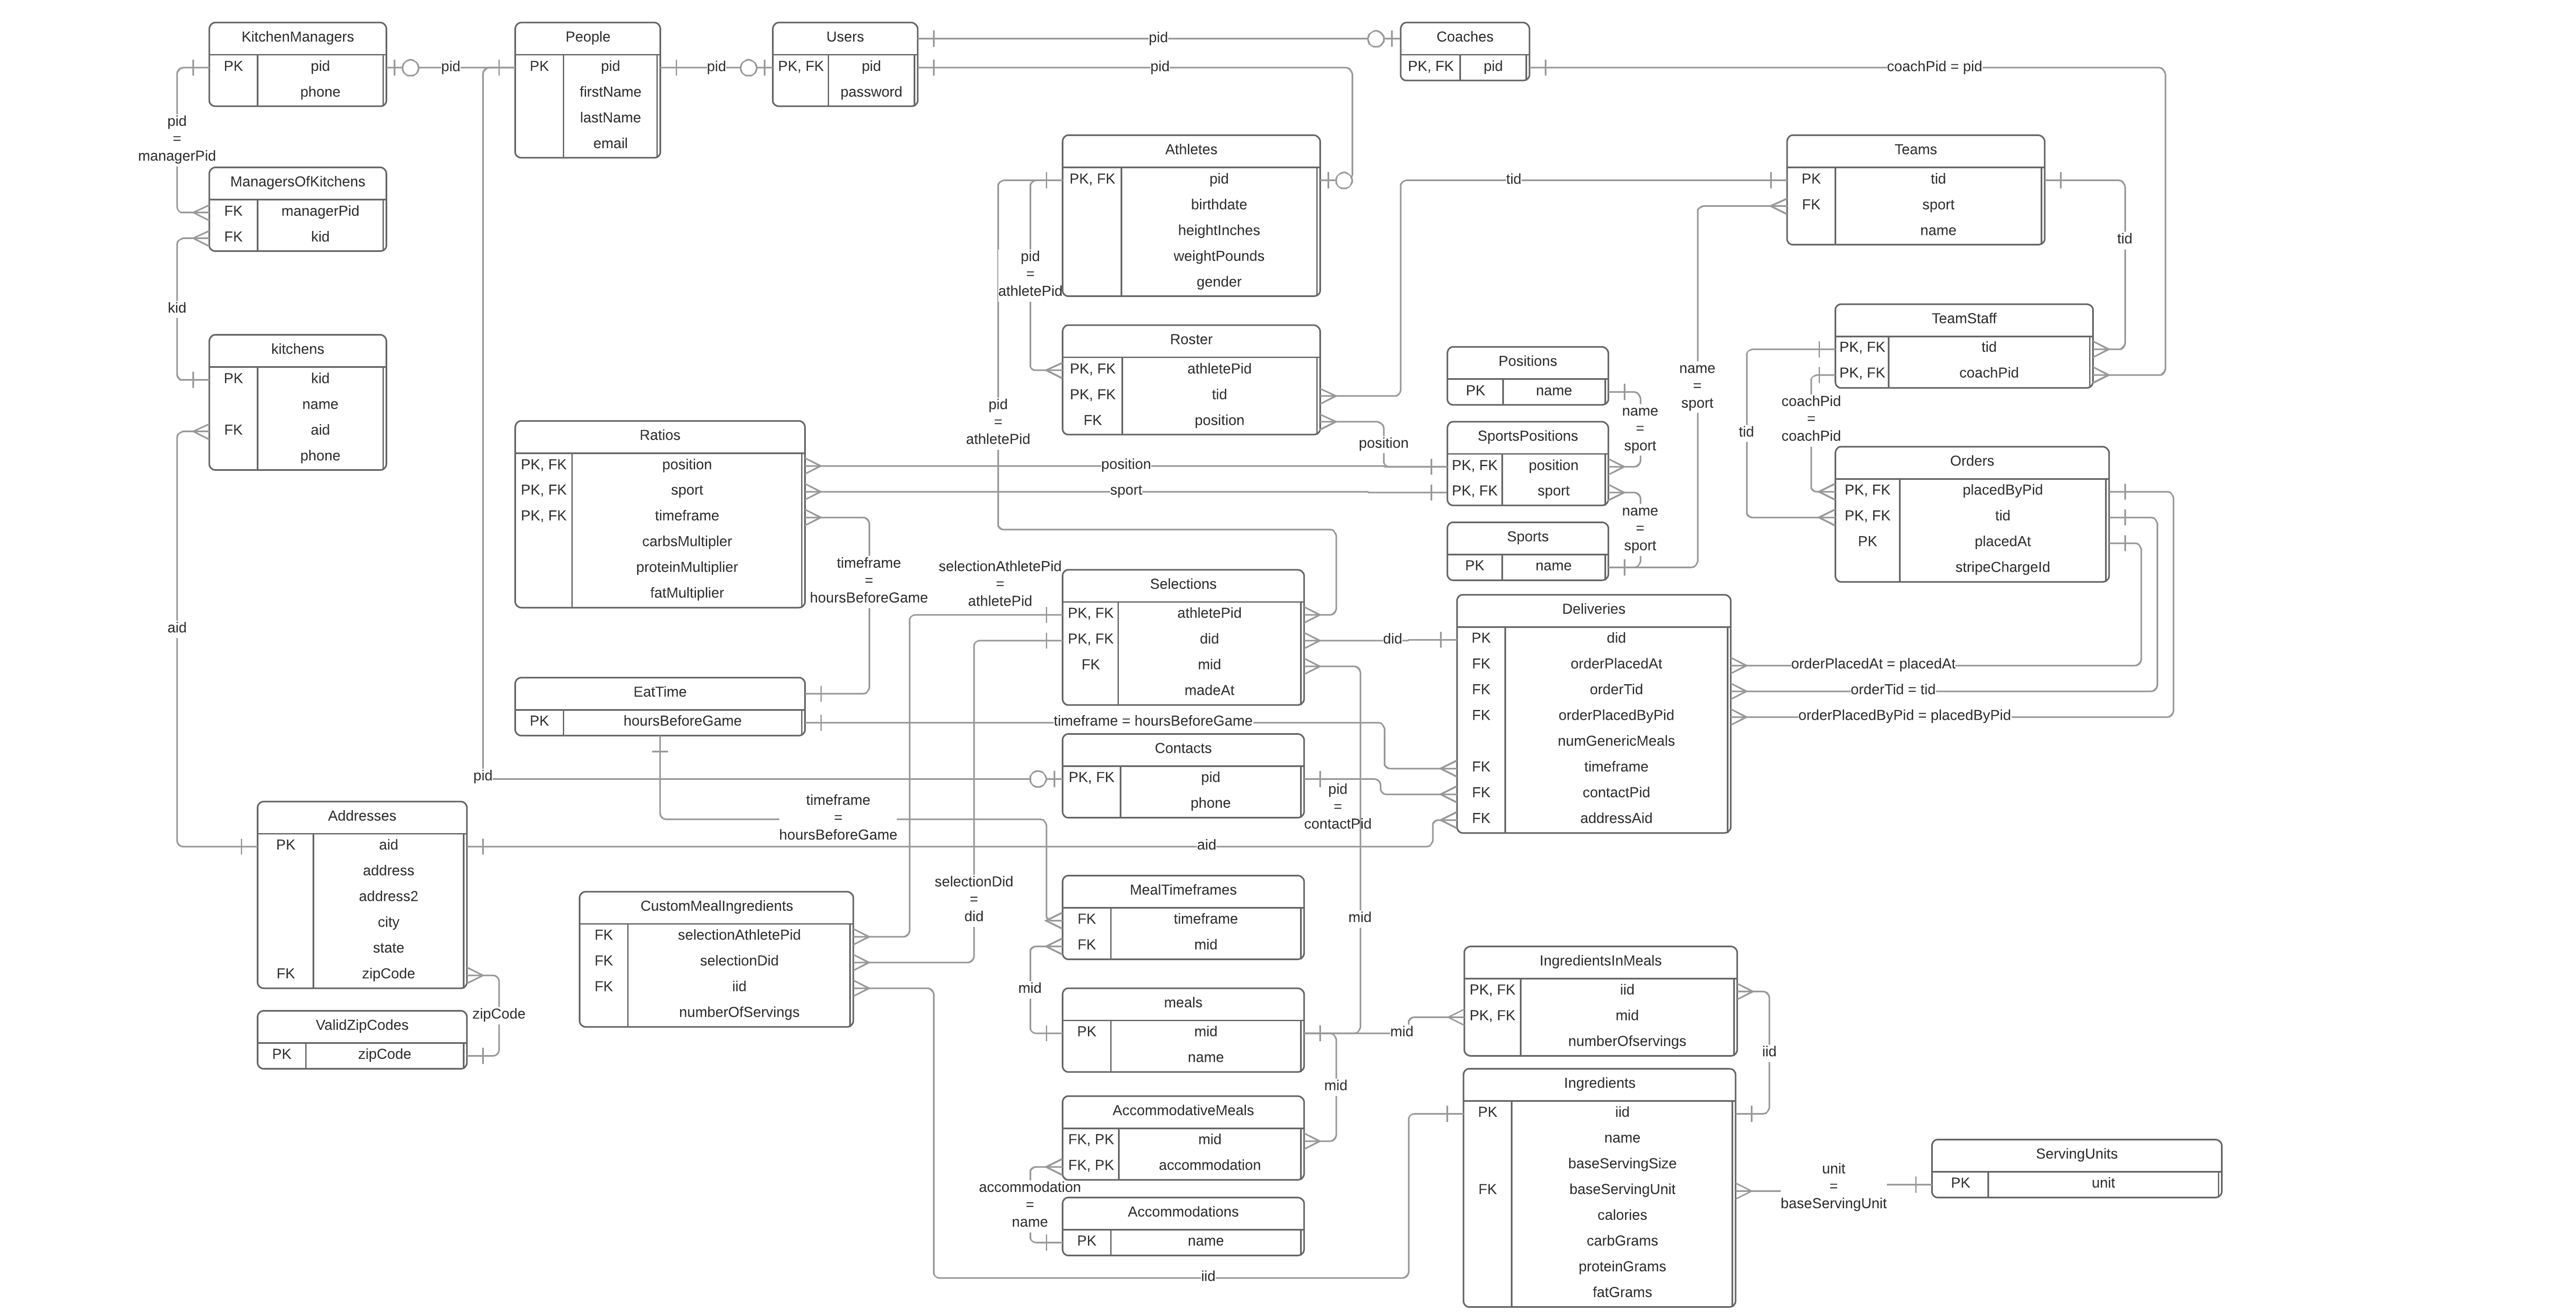 KitchenManagers
PK pid
phone
pid
People
PK pid
firstName
lastName
email
pid
Users
PK, FK pid
password
pid
pid
Coaches
PK, FK pid
coachPid = pid
pid
=
managerPid
ManagersOfKitchens
FK managerPid
FK kid
kid
kitchens
PK kid
name
FK aid
phone
aid
Athletes
PK, FK pid
birthdate
heightInches
weightPounds
gender
pid
=
athletePid
tid
Teams
PK tid
FK sport
name
tid
Roster
PK, FK athletePid
PK, FK tid
FK position
position
pid
=
athletePid
TeamStaff
PK, FK tid
PK, FK coachPid
Positions
PK name
name
=
sport
name
=
sport
tid
coachPid
=
coachPid
SportsPositions
PK, FK position
PK, FK sport
name
=
sport
Sports
PK name
Orders
PK, FK placedByPid
PK, FK tid
PK placedAt
stripeChargeId
Ratios
PK, FK position
PK, FK sport
PK, FK timeframe
carbsMultipler
proteinMultiplier
fatMultiplier
position
sport
timeframe
=
hoursBeforeGame
selectionAthletePid
=
athletePid
Selections
PK, FK athletePid
PK, FK did
FK mid
madeAt
did
Deliveries
PK did
FK orderPlacedAt
FK orderTid
FK orderPlacedByPid
numGenericMeals
FK timeframe
FK contactPid
FK addressAid
orderPlacedAt = placedAt
orderTid = tid
orderPlacedByPid = placedByPid
EatTime
PK hoursBeforeGame
timeframe = hoursBeforeGame
pid
Contacts
PK, FK pid
phone
pid
=
contactPid
timeframe
=
hoursBeforeGame
aid
Addresses
PK aid
address
address2
city
state
FK zipCode
zipCode
ValidZipCodes
PK zipCode
CustomMealIngredients
FK selectionAthletePid
FK selectionDid
FK iid
numberOfServings
selectionDid
=
did
MealTimeframes
FK timeframe
FK mid
mid
mid
meals
PK mid
name
mid
mid
IngredientsInMeals
PK, FK iid
PK, FK mid
numberOfservings
iid
AccommodativeMeals
FK, PK mid
FK, PK accommodation
accommodation
=
name
Accommodations
PK name
iid
Ingredients
PK iid
name
baseServingSize
FK baseServingUnit
calories
carbGrams
proteinGrams
fatGrams
unit
=
baseServingUnit
ServingUnits
PK unit